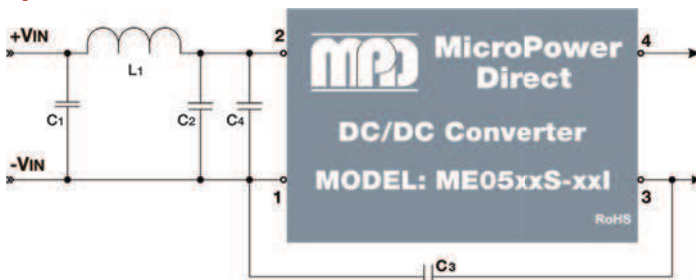 +VIN
L1
C1
C2
C4
-VIN
2
1
MPD
MicroPower
Direct
DC/DC Converter
MODEL: ME05xxS-xxI
RoHS
4
3
C3